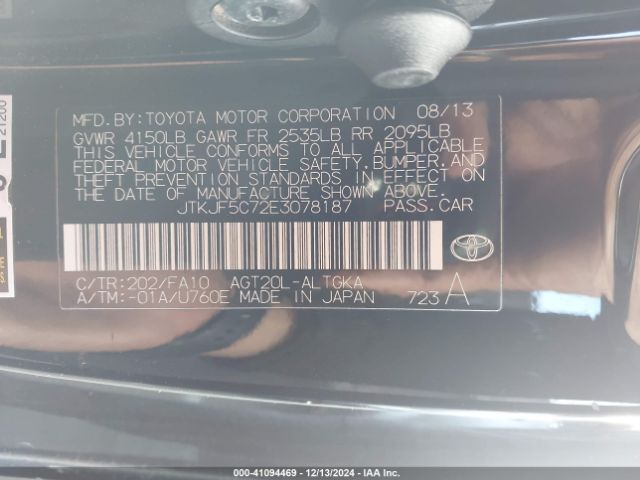 MFD.BY:TOYOTA MOTOR CORPORATION 08/13
GVWR 4150LB GAWR FR 2535LB RR 2095LB
THIS VEHICLE CONFORMS TO ALL APPLICABLE
FEDERAL MOTOR VEHICLE SAFETY, BUMPER, AND
THEFT PREVENTION STANDARDS IN EFFECT ON
THE DATE OF MANUFACTURE SHOWN ABOVE.
JTKJF5C72E3078187 PASS.CAR
C/TR:202/FA10 AGT20L-ALTGKA
A/TM:-01A/U760E MADE IN JAPAN 723 A
000-41094469 • 12/13/2024 • IAA Inc.